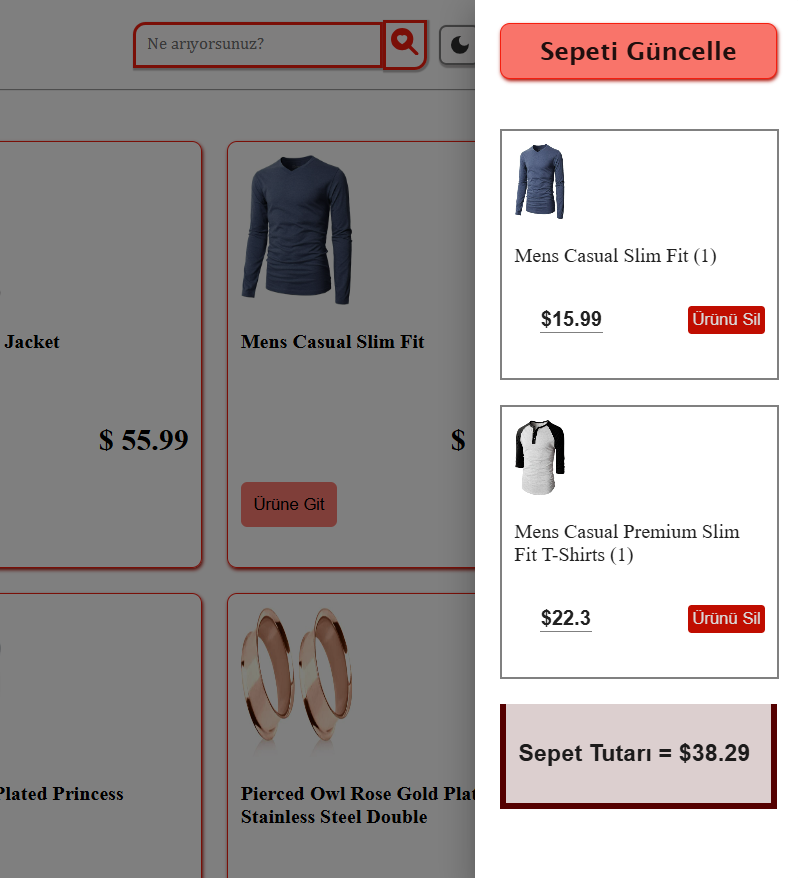 Ne arıyorsunuz?
Jacket
$ 55.99
Mens Casual Slim Fit
$
Ürüne Git
Plated Princess
Pierced Owl Rose Gold Plat
Stainless Steel Double
Sepeti Güncelle
Mens Casual Slim Fit (1)
$15.99
Ürünü Sil
Mens Casual Premium Slim
Fit T-Shirts (1)
$22.3
Ürünü Sil
Sepet Tutarı = $38.29